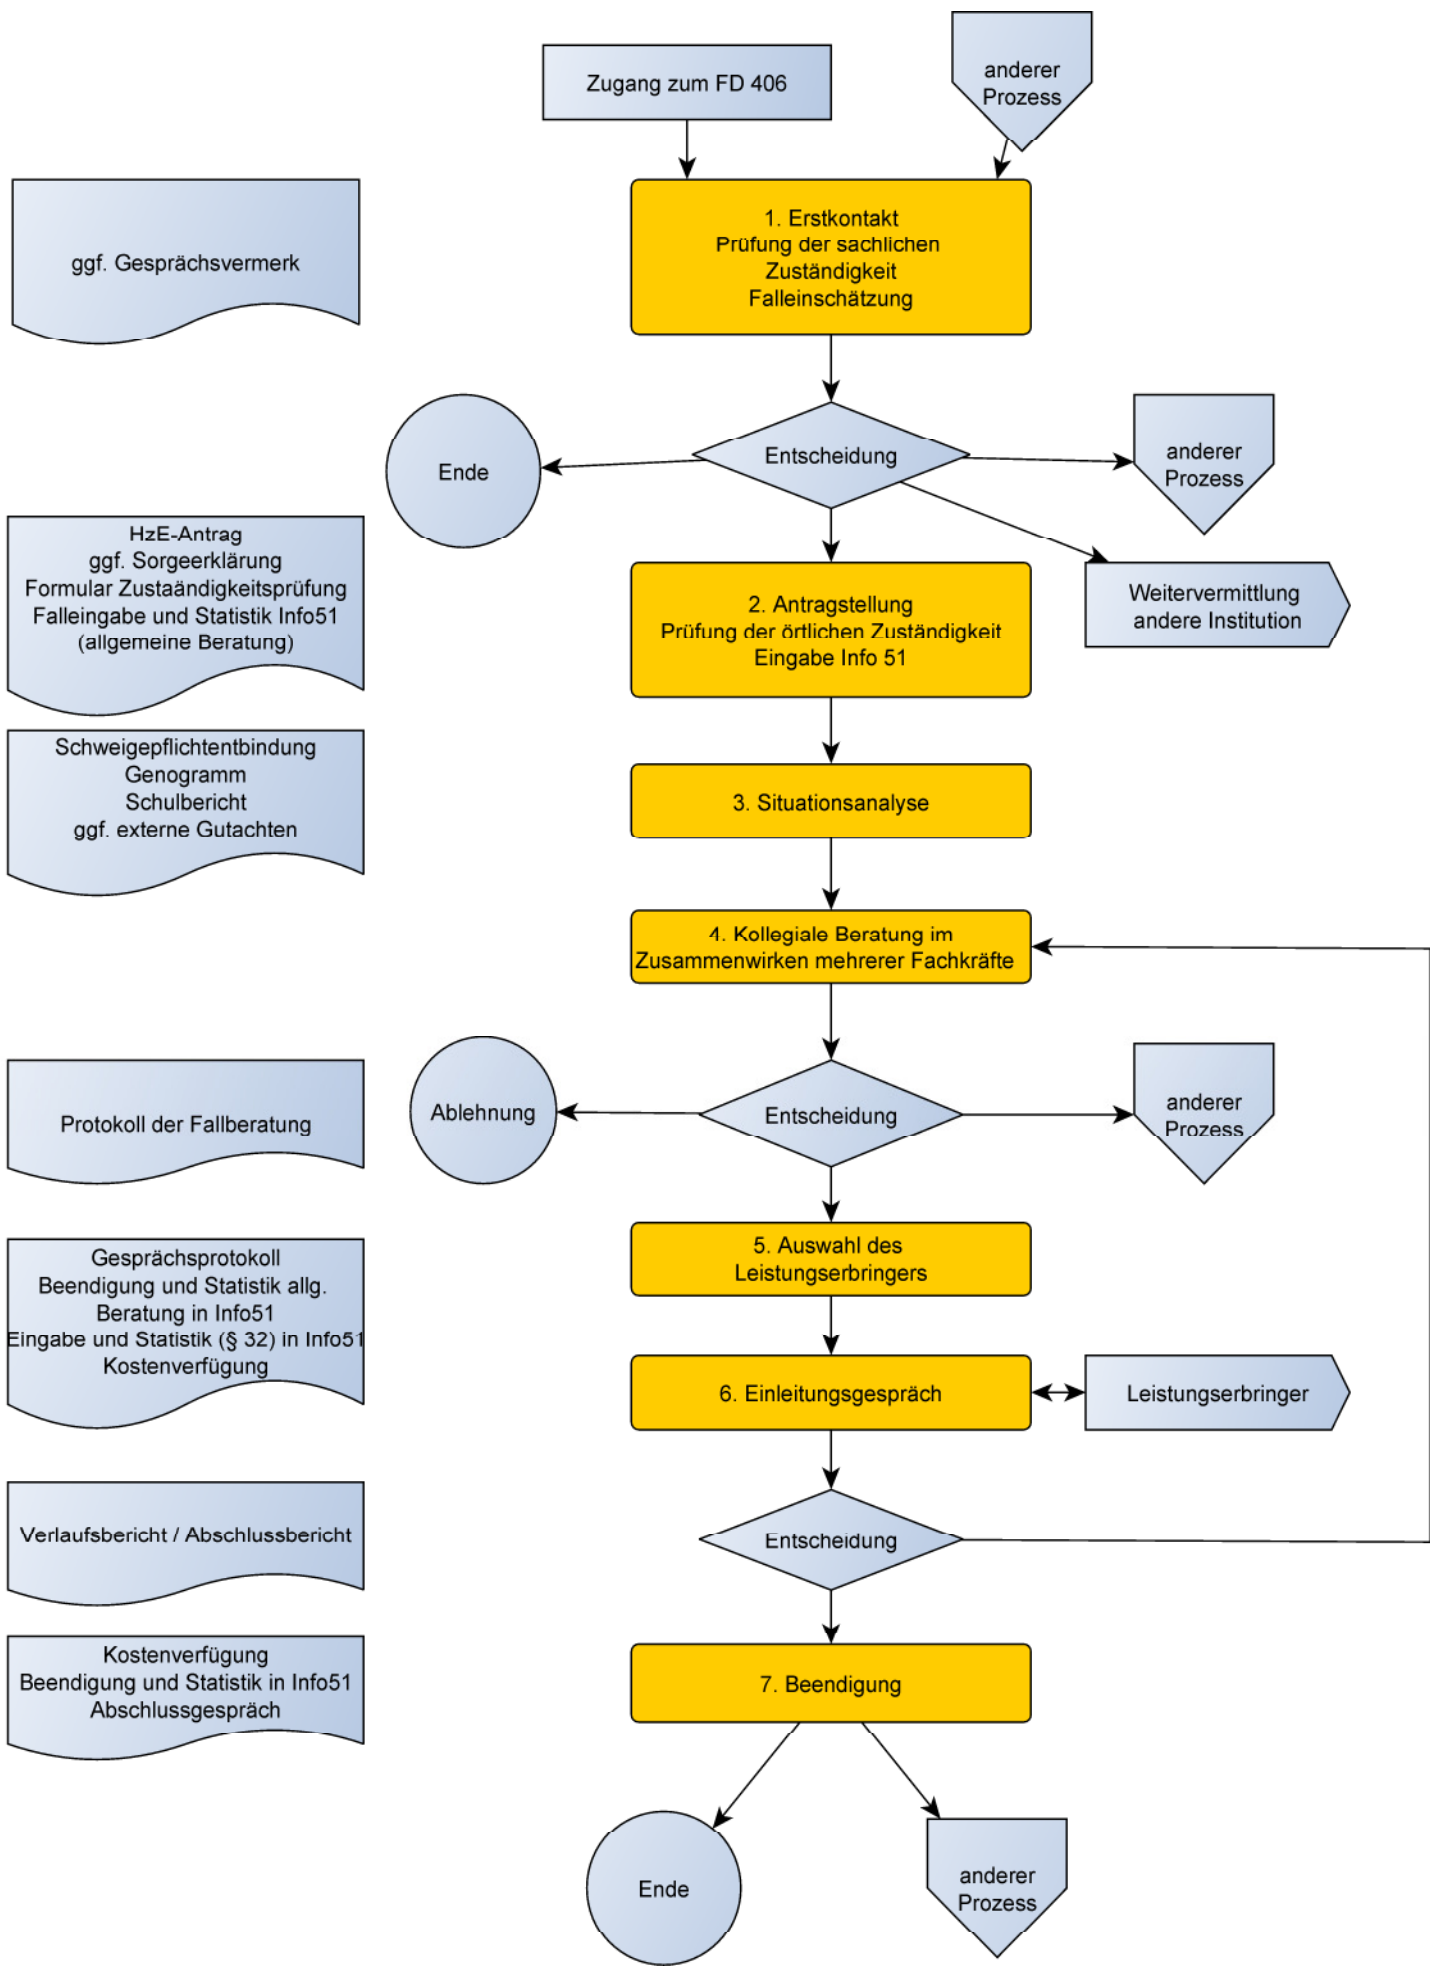 Zugang zum FD 406
anderer
Prozess
ggf. Gesprächsvermerk
1. Erstkontakt
Prüfung der sachlichen
Zuständigkeit
Falleinschätzung
Ende
Entscheidung
anderer
Prozess
HzE-Antrag
ggf. Sorgeerklärung
Formular Zustaändigkeitsprüfung
Falleingabe und Statistik Info51
(allgemeine Beratung)
2. Antragstellung
Prüfung der örtlichen Zuständigkeit
Eingabe Info 51
Weitervermittlung
andere Institution
Schweigepflichtentbindung
Genogramm
Schulbericht
ggf. externe Gutachten
3. Situationsanalyse
4. Kollegiale Beratung im
Zusammenwirken mehrerer Fachkräfte
Protokoll der Fallberatung
Ablehnung
Entscheidung
anderer
Prozess
Gesprächsprotokoll
Beendigung und Statistik allg.
Beratung in Info51
Eingabe und Statistik (§ 32) in Info51
Kostenverfügung
5. Auswahl des
Leistungserbringers
6. Einleitungsgespräch
Leistungserbringer
Verlaufsbericht / Abschlussbericht
Entscheidung
Kostenverfügung
Beendigung und Statistik in Info51
Abschlussgespräch
7. Beendigung
Ende
anderer
Prozess